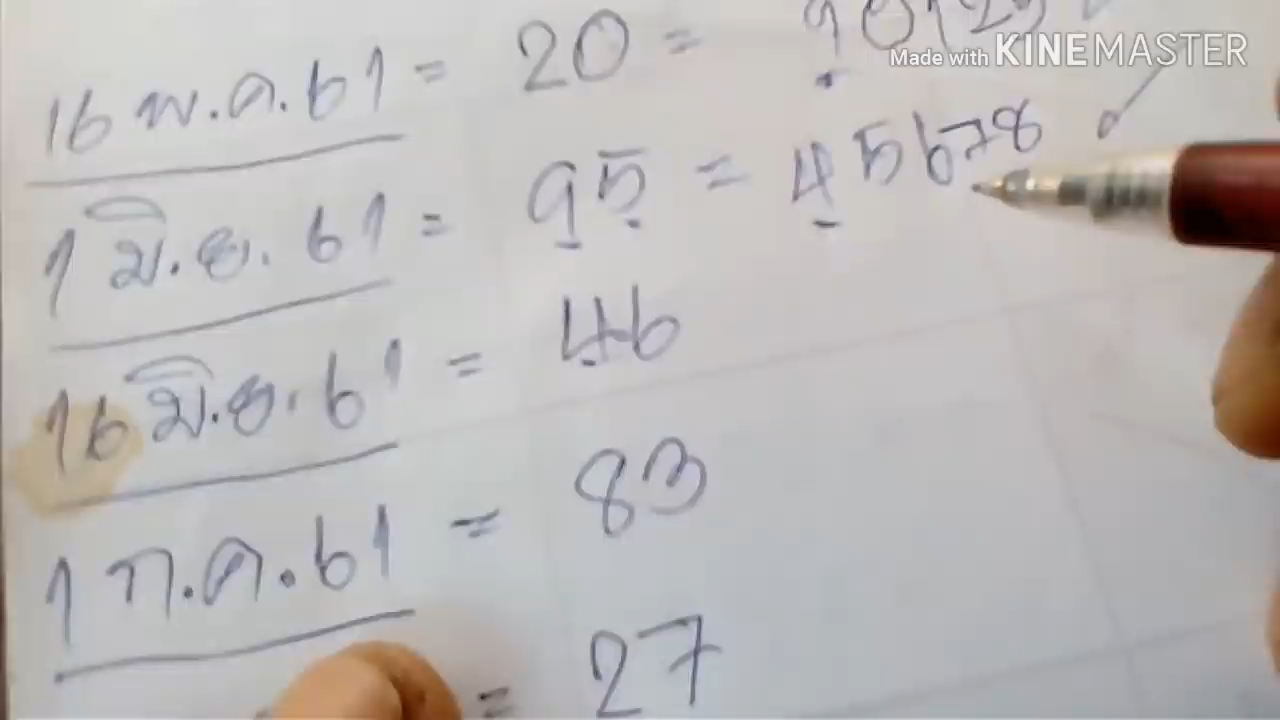 Made with KINEMASTER
16 พ.ค.61 = 20 = 90129
1 มิ.ย. 61 = 95 = 45678
16 มิ.ย. 61 = 46
1 ก.ค.61 = 83
= 27